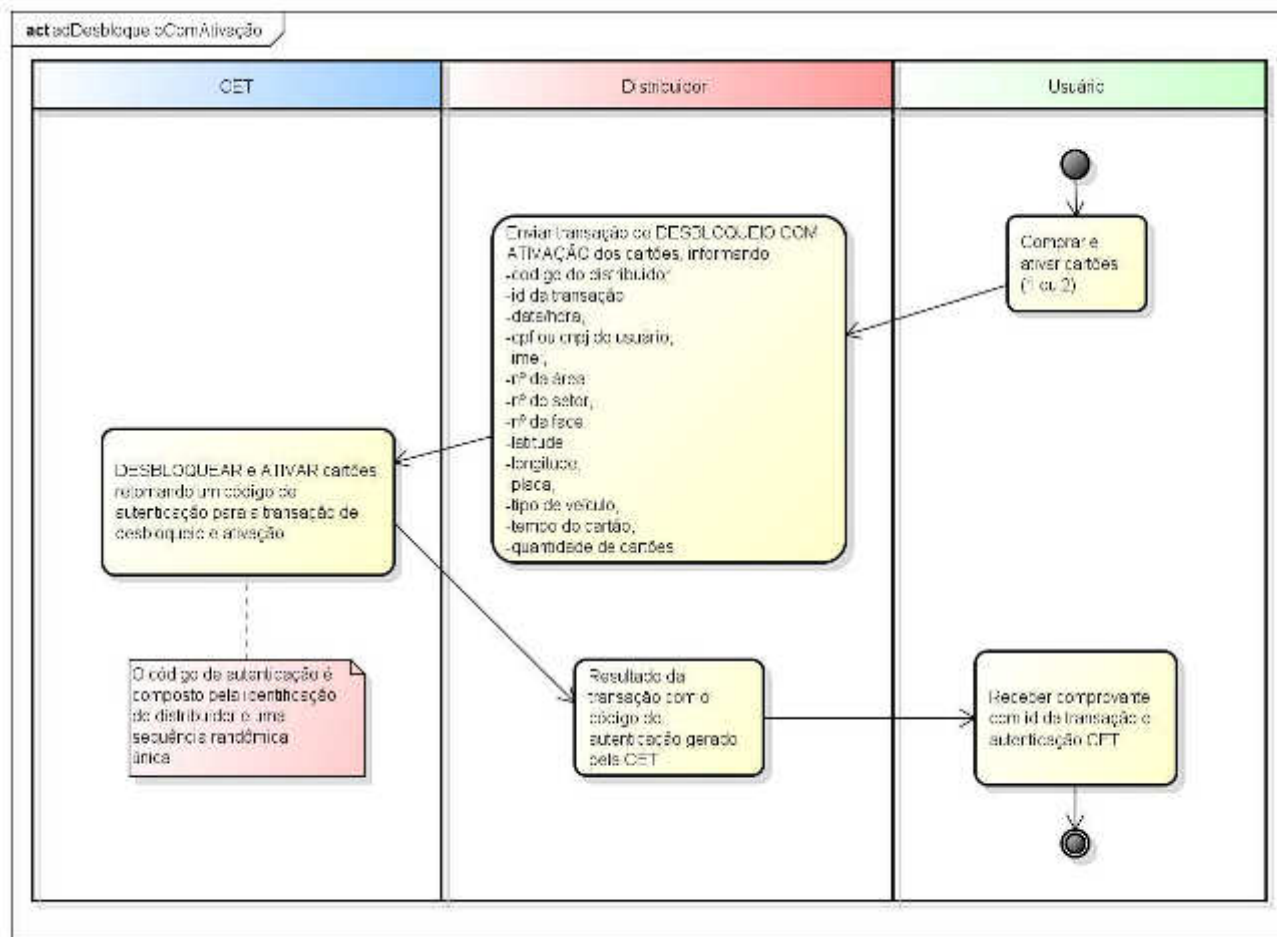 act adDesbloqueioComAtivação
CET
Distribuidor
Usuário
Comprar e
ativar cartões
(1 ou 2)
Enviar transação de DESBLOQUEIO COM
ATIVAÇÃO dos cartões, informando
-codigo do distribuidor
-id da transação
-data/hora,
-cpf ou cnpj do usuário,
imei,
-nº da área
-nº do setor,
-nº da face
-latitude
-longitude,
placa,
-tipo de veículo,
-tempo do cartão,
-quantidade de cartões
DESBLOQUEAR e ATIVAR cartões
retornando um código de
autenticação para a transação de
desbloqueio e ativação
O código de autenticação é
composto pela identificação
do distribuidor e uma
sequência randômica
única
Resultado da
transação com o
código de
autenticação gerado
pela CET
Receber comprovante
com id da transação e
autenticação CET